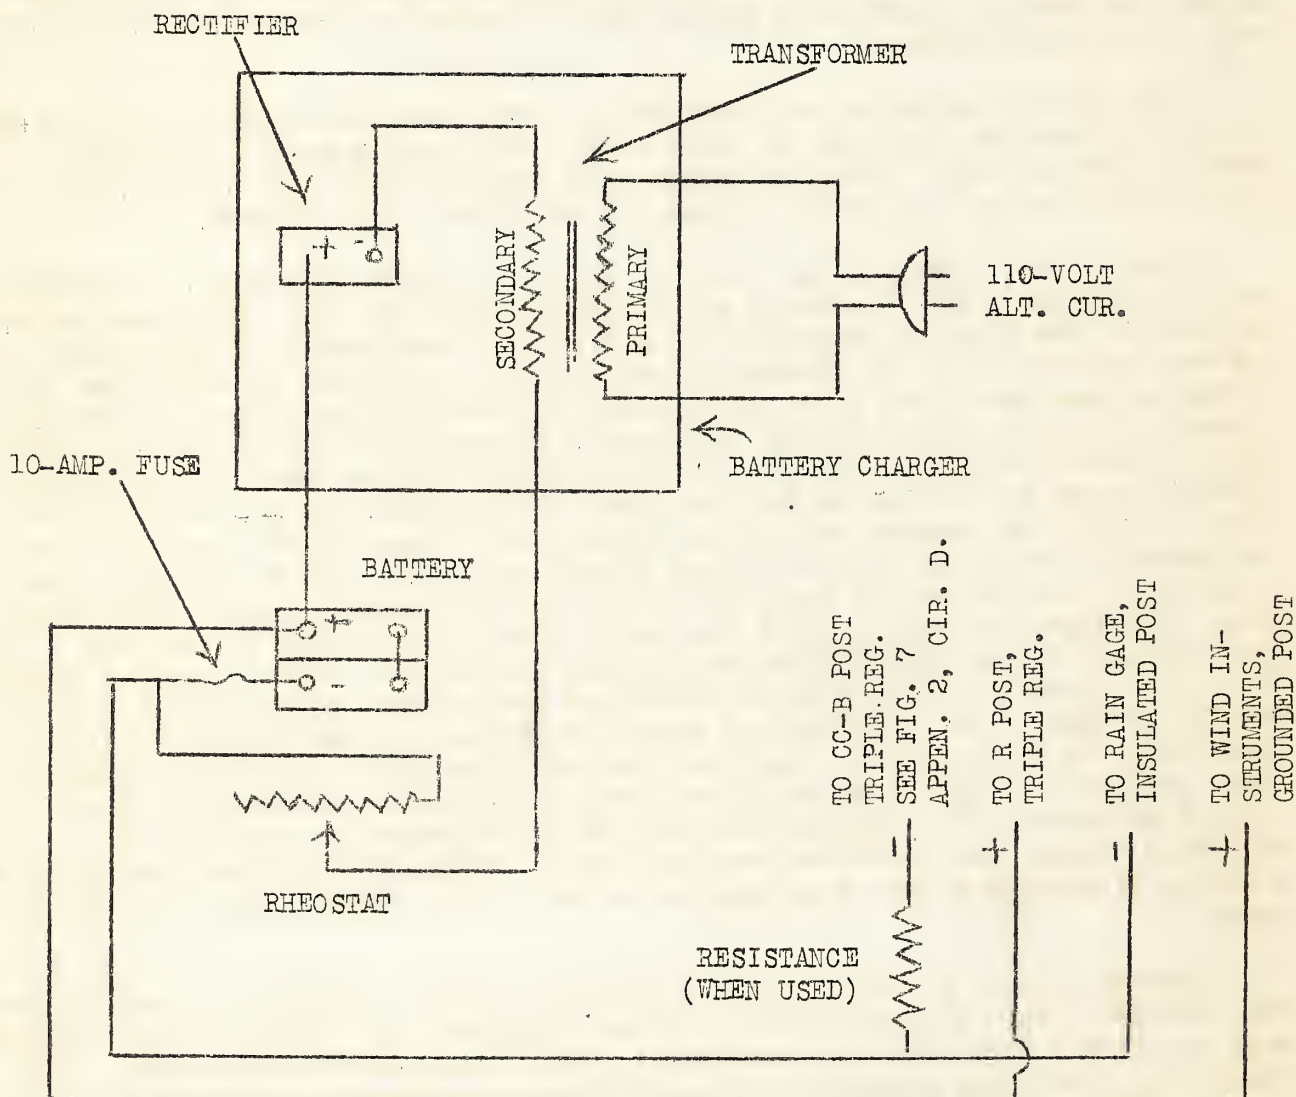 RECTIFIER
TRANSFORMER
+ -
SECONDARY
PRIMARY
110-VOLT
ALT. CUR.
10-AMP. FUSE
BATTERY CHARGER
BATTERY
+
-
RHEOSTAT
TO CC-B POST
TRIPLE REG.
SEE FIG. 7
APPEN. 2, CIR. D.
TO R POST,
TRIPLE REG.
TO RAIN GAGE,
INSULATED POST
TO WIND IN-
STRUMENTS,
GROUNDED POST
- + - +
RESISTANCE
(WHEN USED)